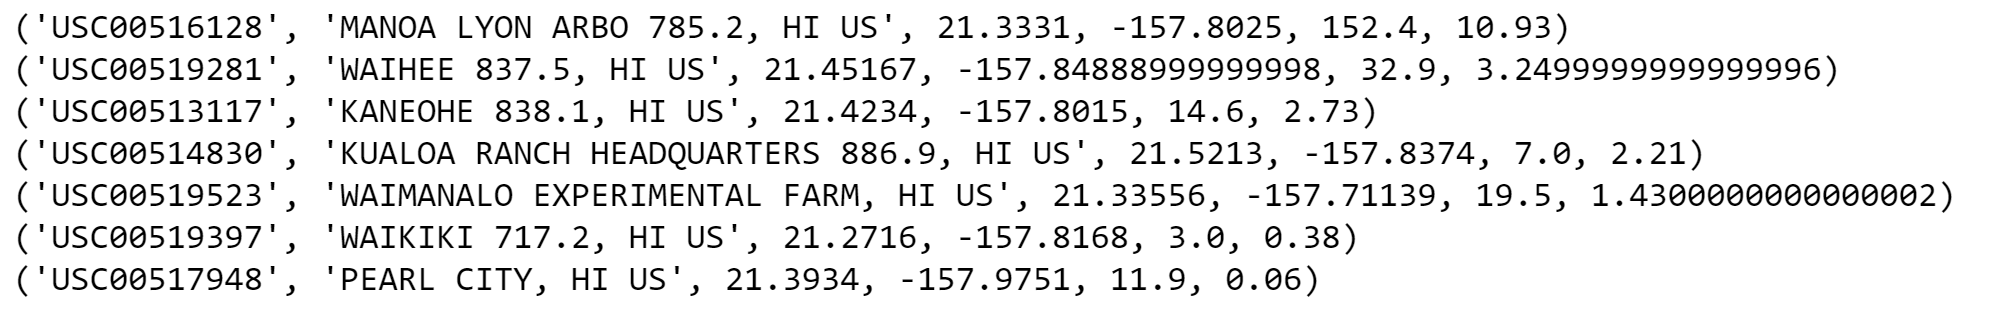 ('USC00516128', 'MANOA LYON ARBO 785.2, HI US', 21.3331, -157.8025, 152.4, 10.93)
('USC00519281', 'WAIHEE 837.5, HI US', 21.45167, -157.84888999999998, 32.9, 3.2499999999999996)
('USC00513117', 'KANEOHE 838.1, HI US', 21.4234, -157.8015, 14.6, 2.73)
('USC00514830', 'KUALOA RANCH HEADQUARTERS 886.9, HI US', 21.5213, -157.8374, 7.0, 2.21)
('USC00519523', 'WAIMANALO EXPERIMENTAL FARM, HI US', 21.33556, -157.71139, 19.5, 1.4300000000000002)
('USC00519397', 'WAIKIKI 717.2, HI US', 21.2716, -157.8168, 3.0, 0.38)
('USC00517948', 'PEARL CITY, HI US', 21.3934, -157.9751, 11.9, 0.06)